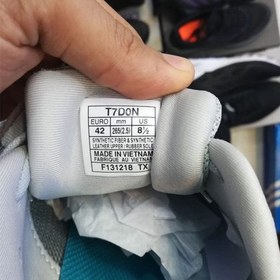 T7D0N
EURO mm US
42 265(2.5) 8½
SYNTHETIC FIBER & SYNTHETIC
LEATHER UPPER / RUBBER SOLE
MADE IN VIETNAM
FABRIQUÉ AU VIETNAM
F131218 TX